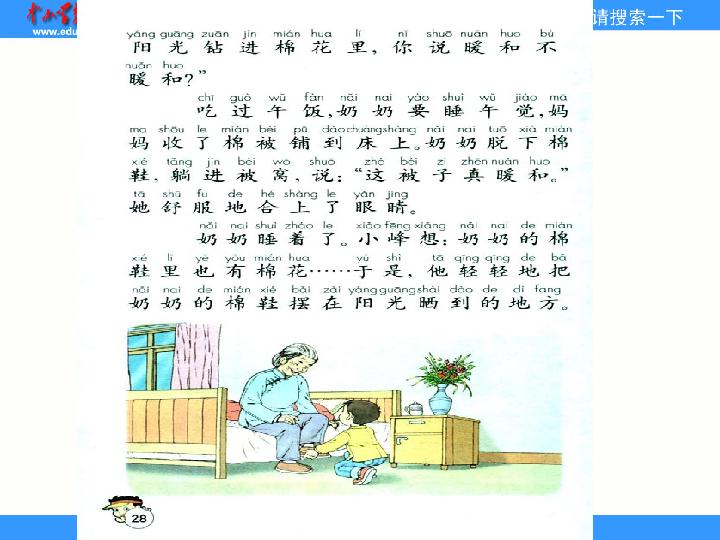 中小学
www.edu
请搜索一下
yáng guāng zuān jìn mián hua lǐ nǐ shuō nuǎn huo bù
阳光钻进棉花里，你说暖和不
nuǎn huo
暖和？”
chī guò wǔ fàn nǎi nai yào shuì wǔ jiào mā
吃过午饭，奶奶要睡午觉，妈
ma shōu le mián bèi pū dào chuáng shàng nǎi nai tuō xià mián
妈收了棉被铺到床上。奶奶脱下棉
xié tǎng jìn bèi wō shuō zhè bèi zi zhēn nuǎn huo
鞋，躺进被窝，说：“这被子真暖和。”
tā shū fu de hé shàng le yǎn jing
她舒服地合上了眼睛。
nǎi nai shuì zháo le xiǎo fēng xiǎng nǎi nai de mián
奶奶睡着了。小峰想：奶奶的棉
xié lǐ yě yǒu mián hua yú shì tā qīng qīng de bǎ
鞋里也有棉花……于是，他轻轻地把
nǎi nai de mián xié bǎi zài yáng guāng shài dào de dì fang
奶奶的棉鞋摆在阳光晒到的地方。
28